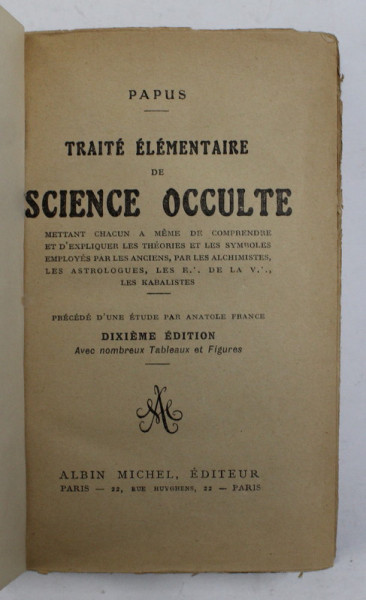 PAPUS
TRAITÉ ÉLÉMENTAIRE
DE
SCIENCE OCCULTE
METTANT CHACUN A MÊME DE COMPRENDRE
ET D'EXPLIQUER LES THÉORIES ET LES SYMBOLES
EMPLOYÉS PAR LES ANCIENS, PAR LES ALCHIMISTES,
LES ASTROLOGUES, LES E∴ DE LA V∴,
LES KABALISTES
PRÉCÉDÉ D'UNE ÉTUDE PAR ANATOLE FRANCE
DIXIÈME ÉDITION
Avec nombreux Tableaux et Figures
AM
ALBIN MICHEL, ÉDITEUR
PARIS — 22, RUE HUYGHENS, 22 — PARIS